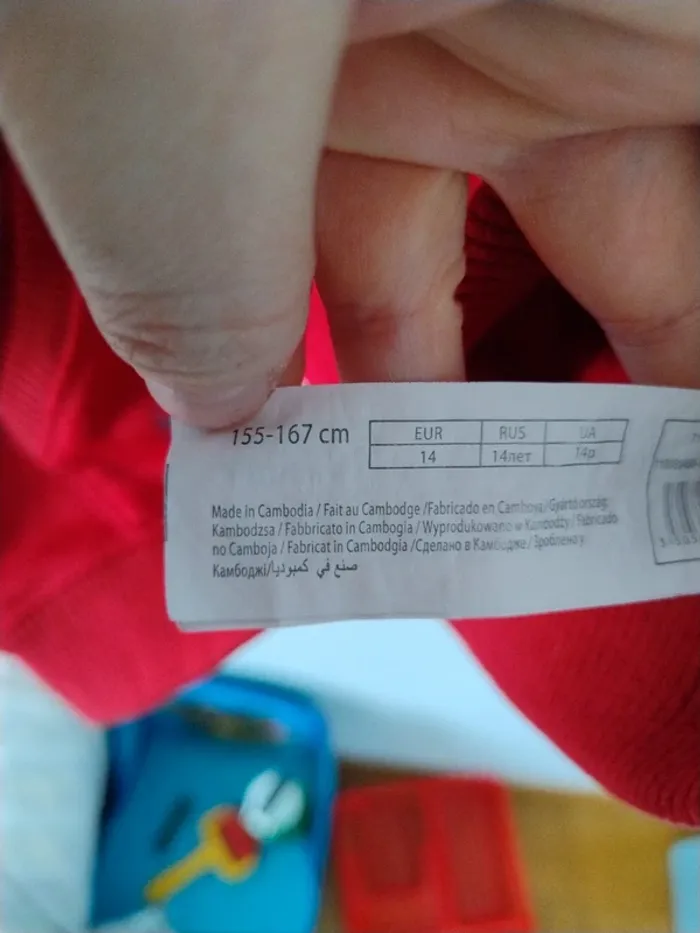 155-167 cm
EUR RUS UA
14 14лет 14р
Made in Cambodia / Fait au Cambodge /Fabricado en Camboya/Gyártó ország:
Kambodzsa / Fabbricato in Cambogia / Wyprodukowano w Kambodży/ Fabricado
no Camboja / Fabricat în Cambodgia /Сделано в Камбодже/ Зроблено у
Камбоджі/صنع في كمبوديا